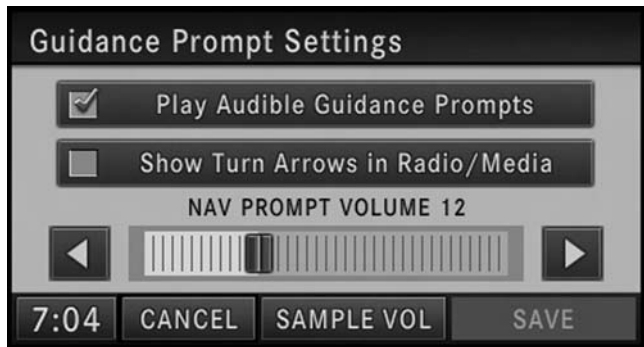 Guidance Prompt Settings
Play Audible Guidance Prompts
Show Turn Arrows in Radio/Media
NAV PROMPT VOLUME 12
7:04 CANCEL SAMPLE VOL SAVE